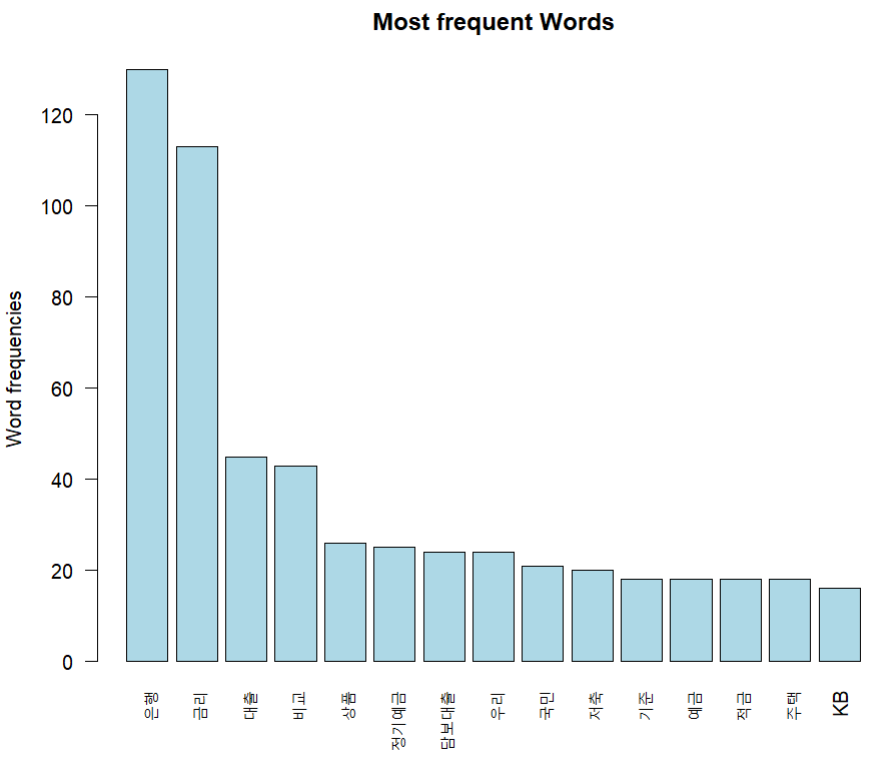 Most frequent Words
Word frequencies
120
100
80
60
40
20
0
은행
금리
대출
비고
상품
정기예금
담보대출
우리
국민
저축
기준
예금
적금
주택
KB